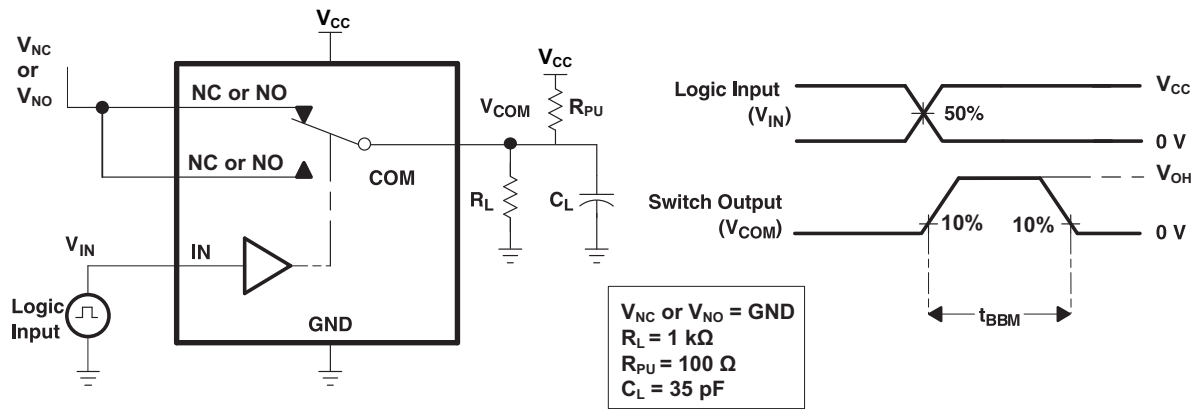 V_CC
V_NC
or
V_NO
NC or NO
NC or NO
COM
V_COM
V_CC
R_PU
R_L
C_L
V_IN
IN
Logic
Input
GND
V_NC or V_NO = GND
R_L = 1 kΩ
R_PU = 100 Ω
C_L = 35 pF
Logic Input
(V_IN)
50%
V_CC
0 V
Switch Output
(V_COM)
10%
10%
V_OH
0 V
t_BBM